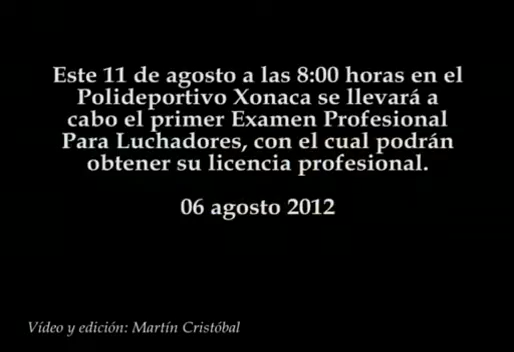 Este 11 de agosto a las 8:00 horas en el
Polideportivo Xonaca se llevará a
cabo el primer Examen Profesional
Para Luchadores, con el cual podrán
obtener su licencia profesional.
06 agosto 2012
Vídeo y edición: Martín Cristóbal